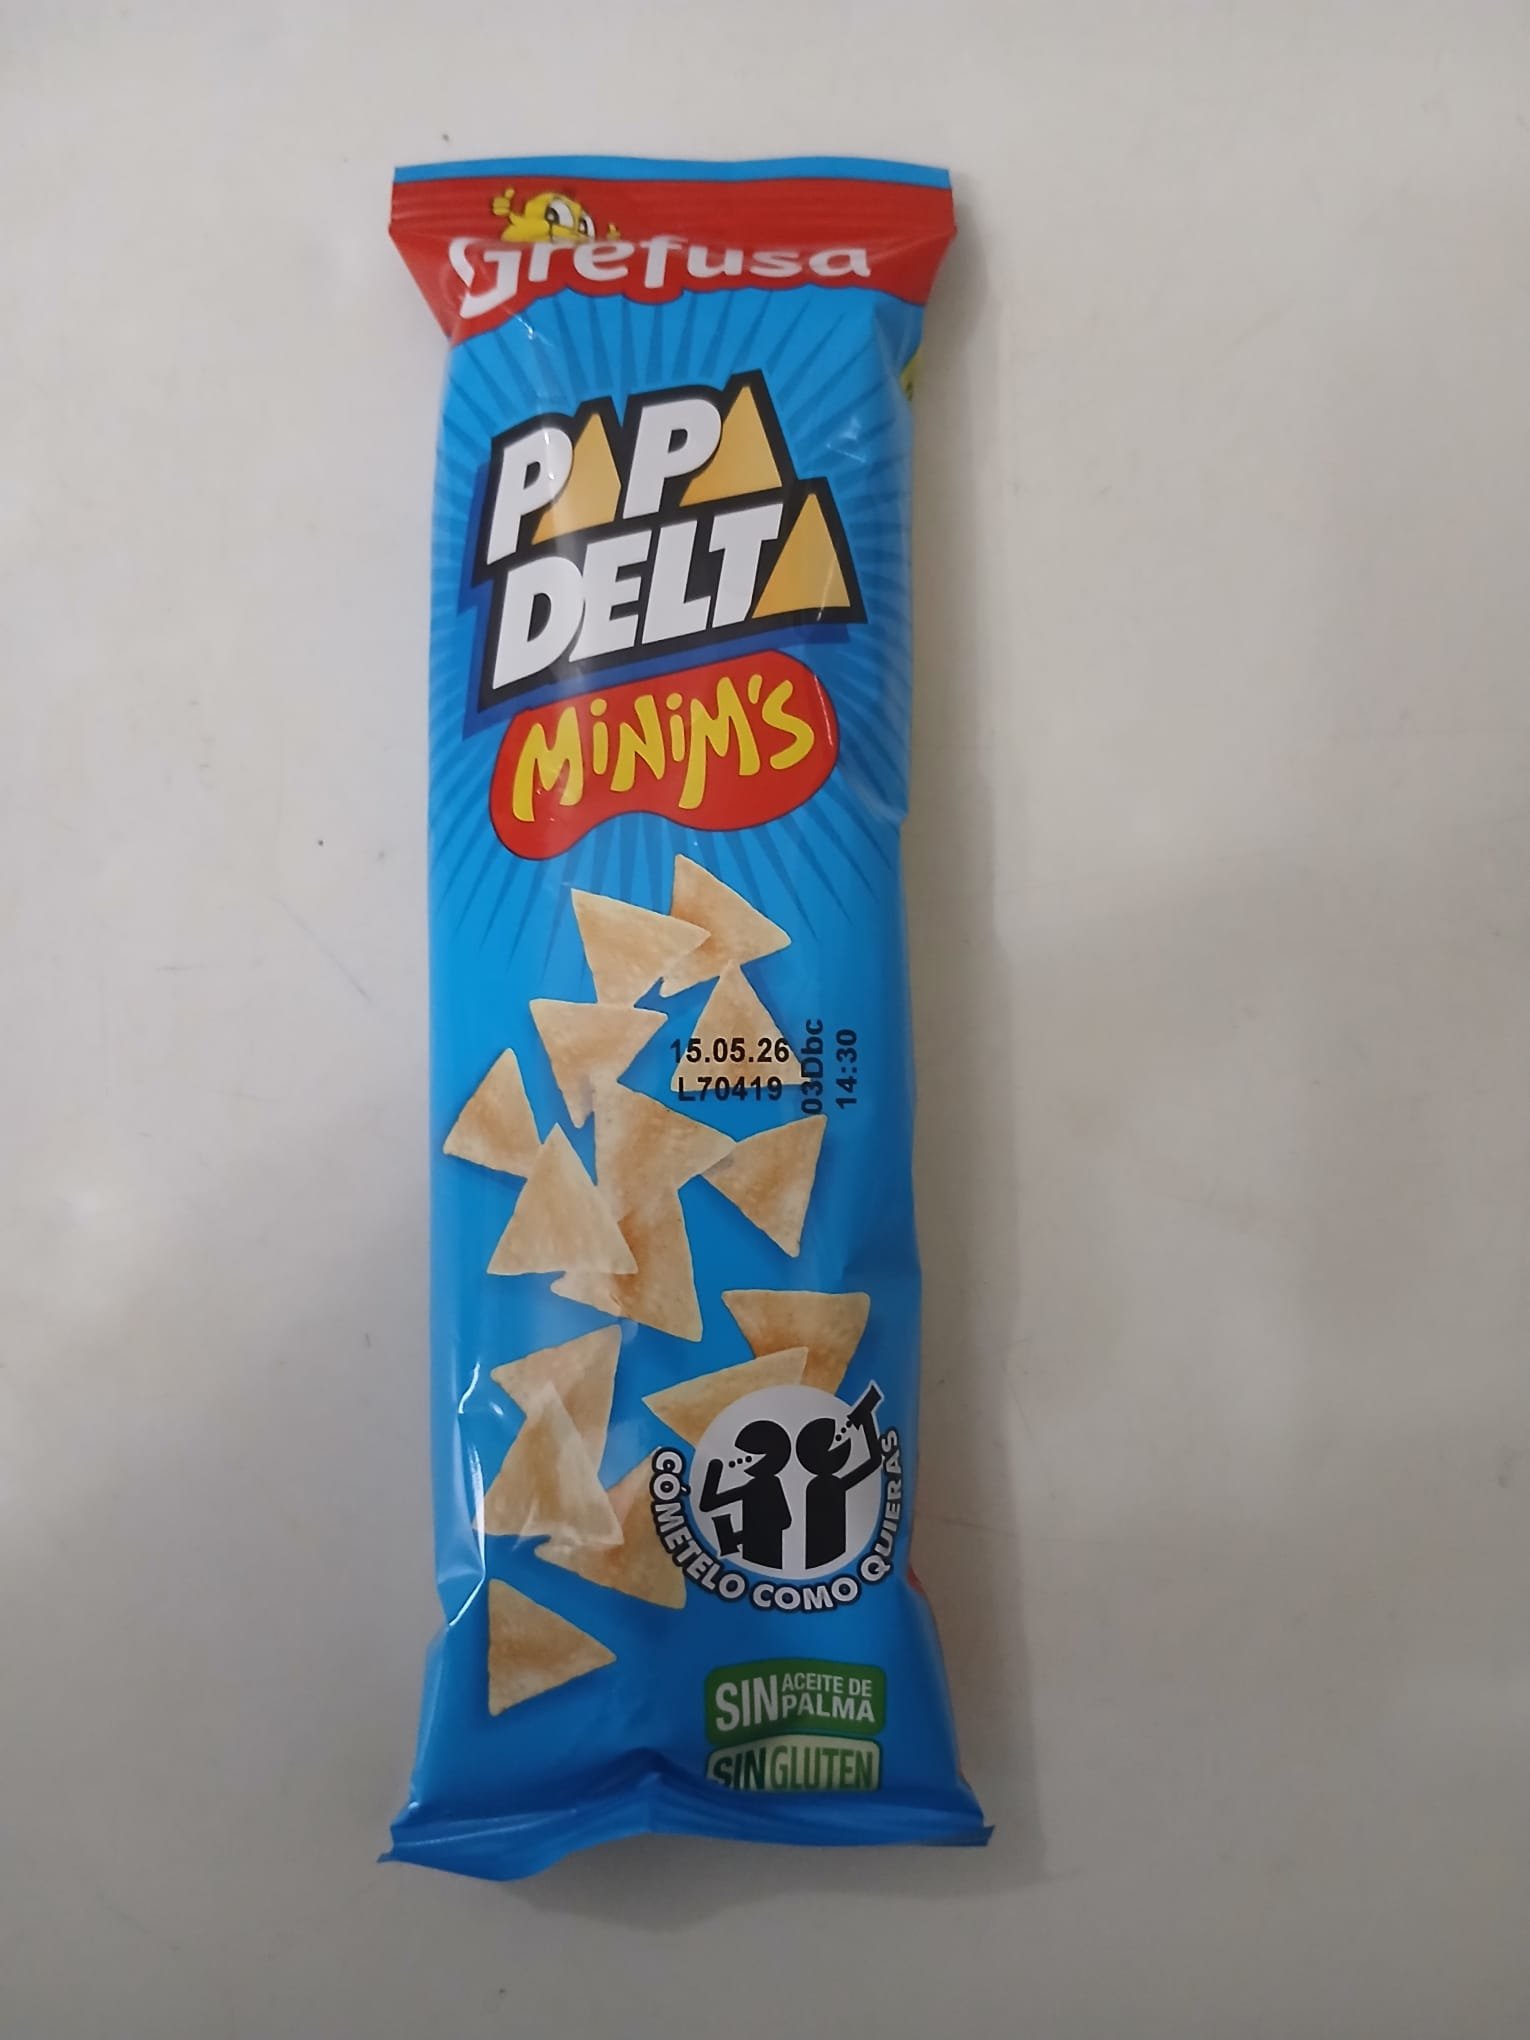 Grefusa
PAPA
DELTA
MiNiM'S
15.05.26
L70419
03Dbc
14:30
CÓMETELO COMO QUIERAS
SIN ACEITE DE
PALMA
SIN GLUTEN